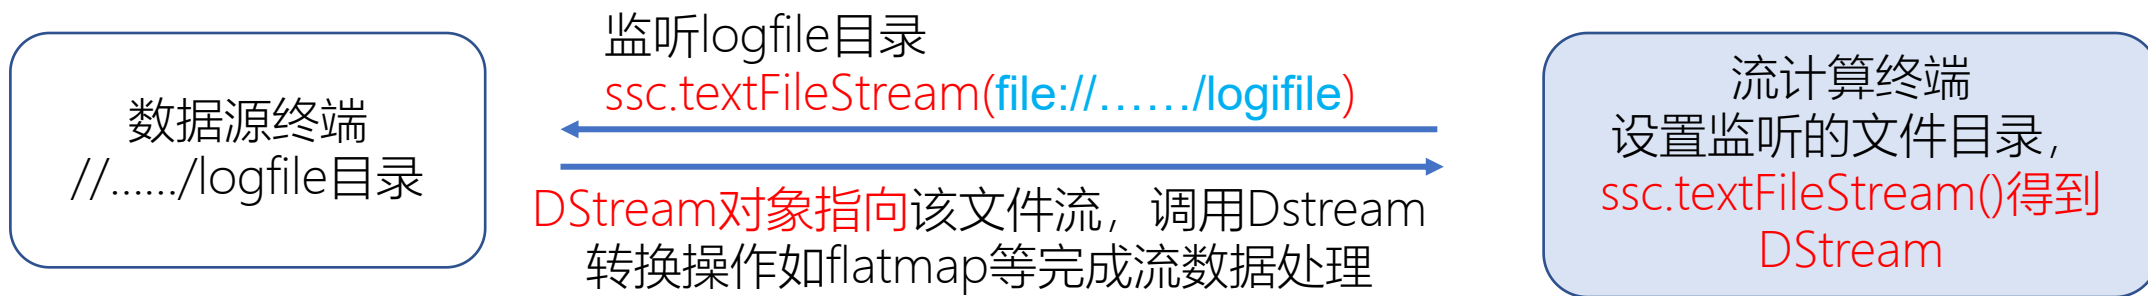 数据源终端
//……/logfile目录
监听logfile目录
ssc.textFileStream(file://……/logifile)
DStream对象指向该文件流，调用Dstream
转换操作如flatmap等完成流数据处理
流计算终端
设置监听的文件目录，
ssc.textFileStream()得到
DStream